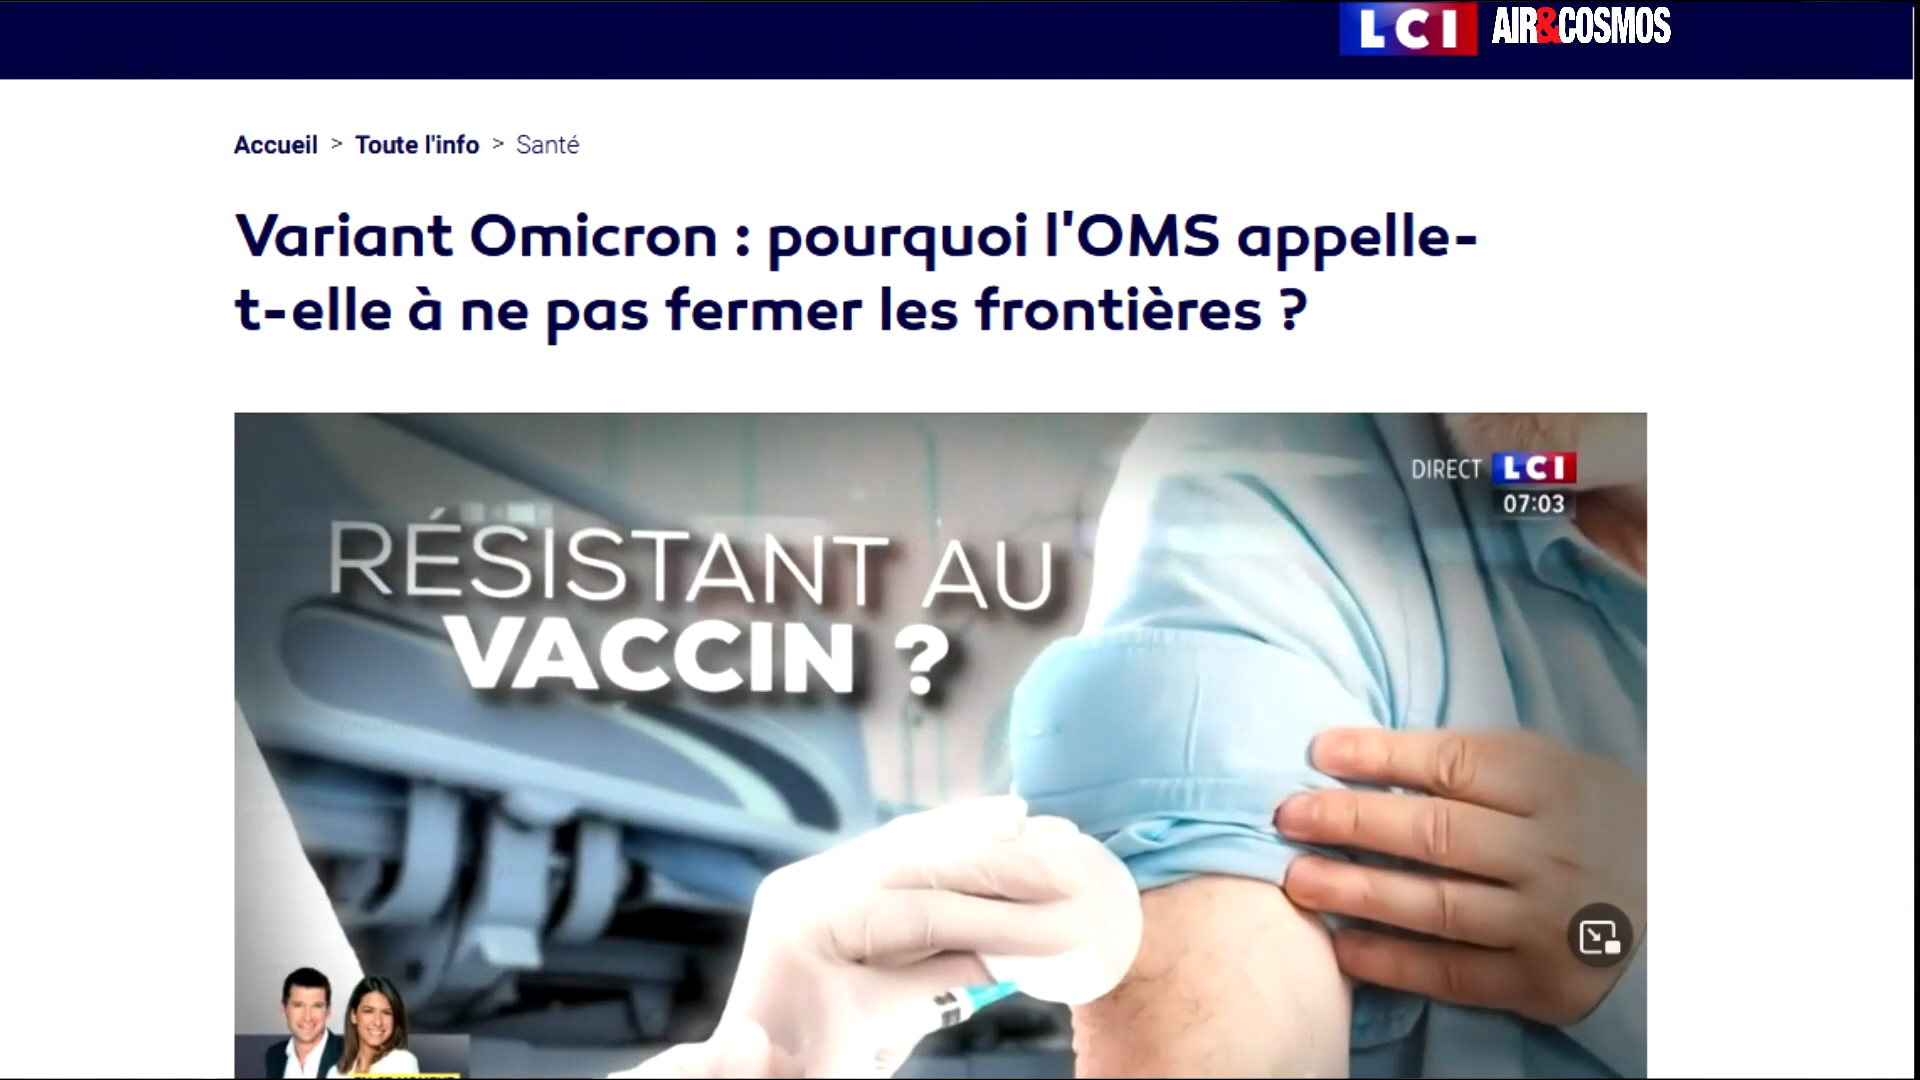 LCI AIR&COSMOS
Accueil > Toute l'info > Santé
Variant Omicron : pourquoi l'OMS appelle-
t-elle à ne pas fermer les frontières ?
DIRECT LCI
07:03
RÉSISTANT AU
VACCIN ?